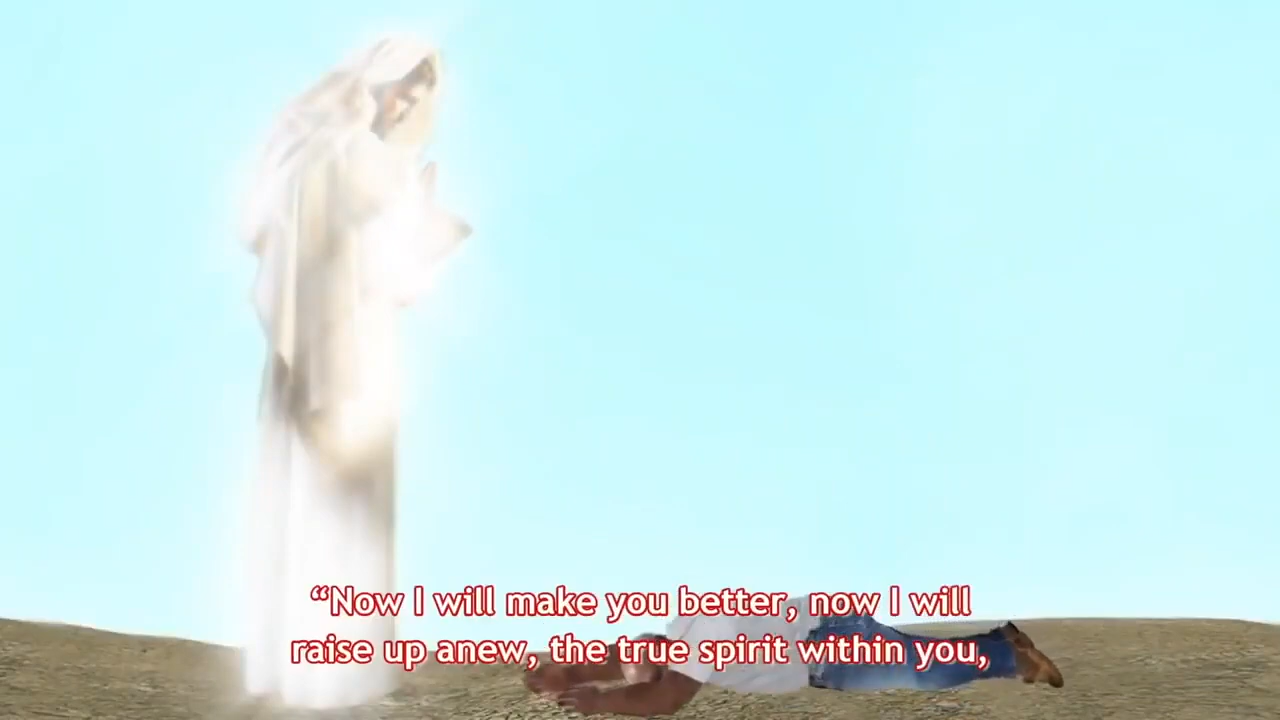 “Now I will make you better, now I will
raise up anew, the true spirit within you,